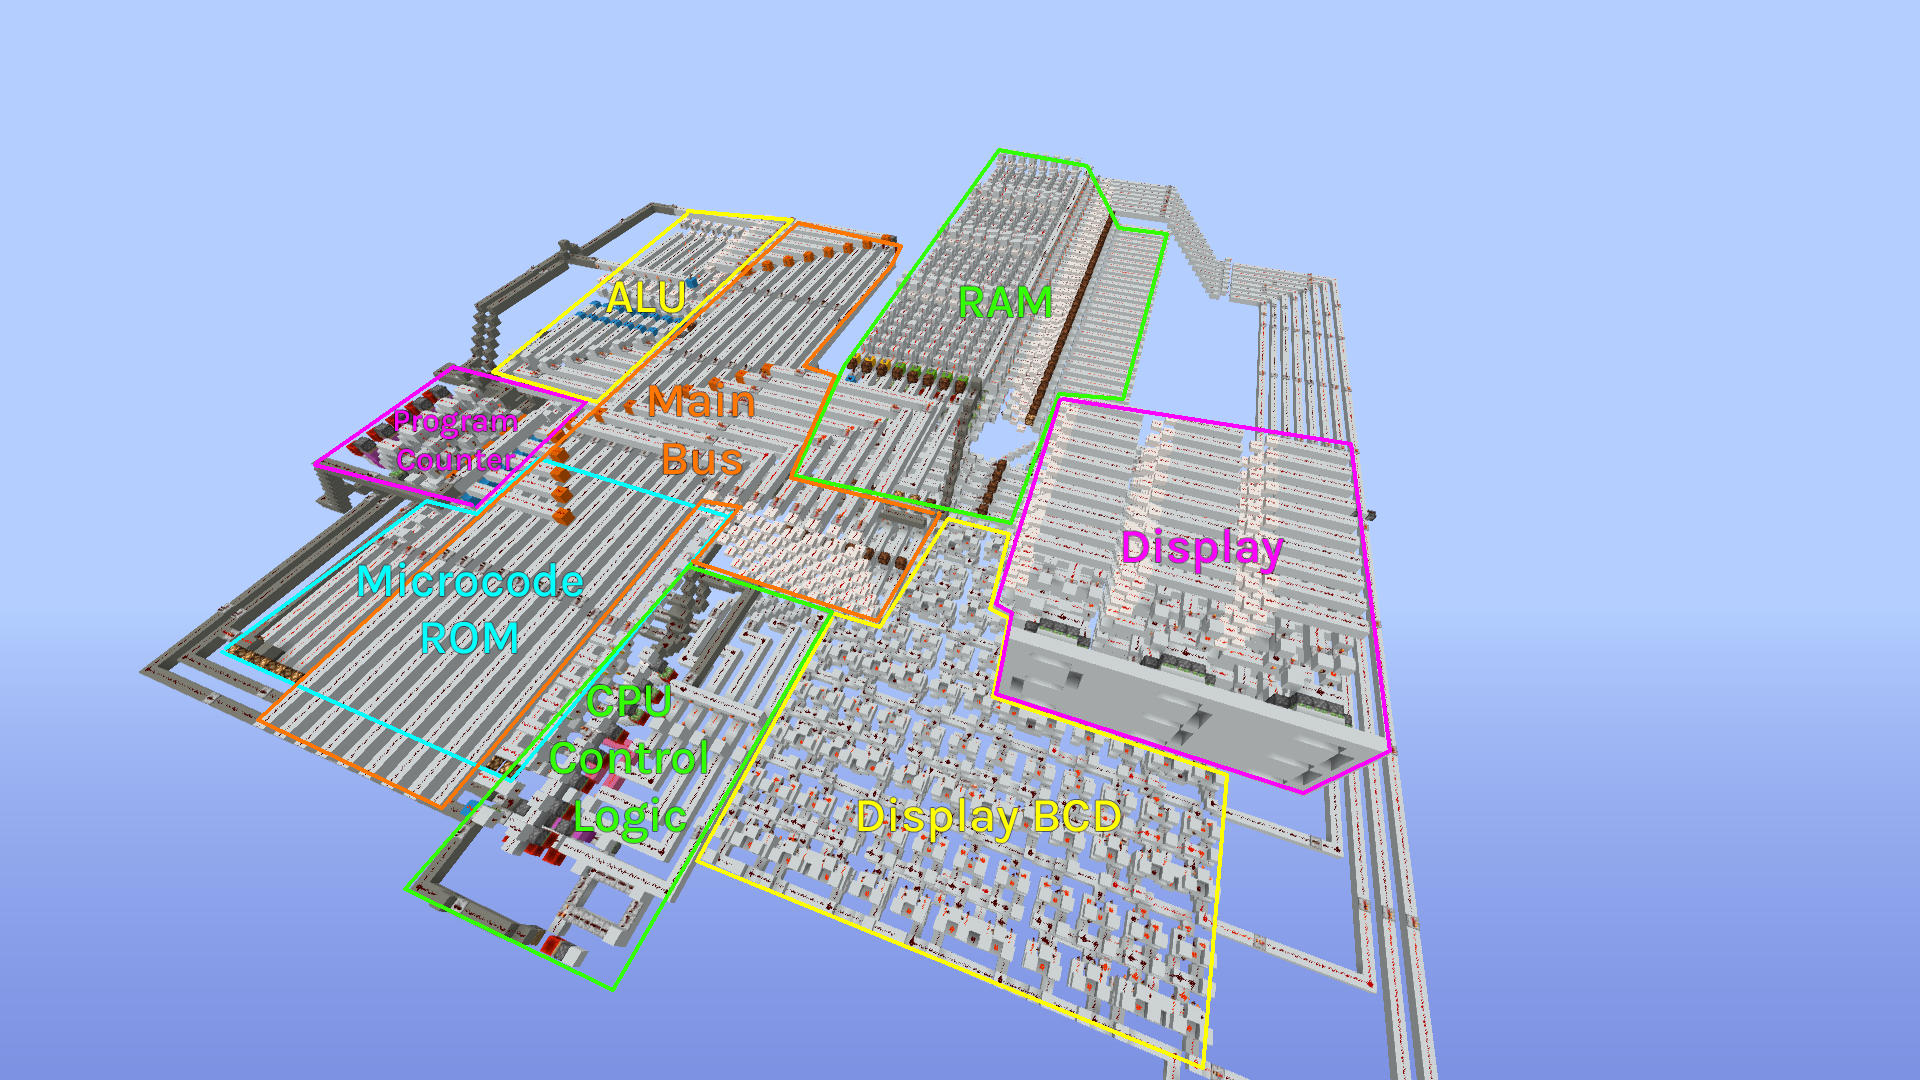 ALU
RAM
Main
Bus
Program
Counter
Display
Microcode
ROM
CPU
Control
Logic
Display BCD